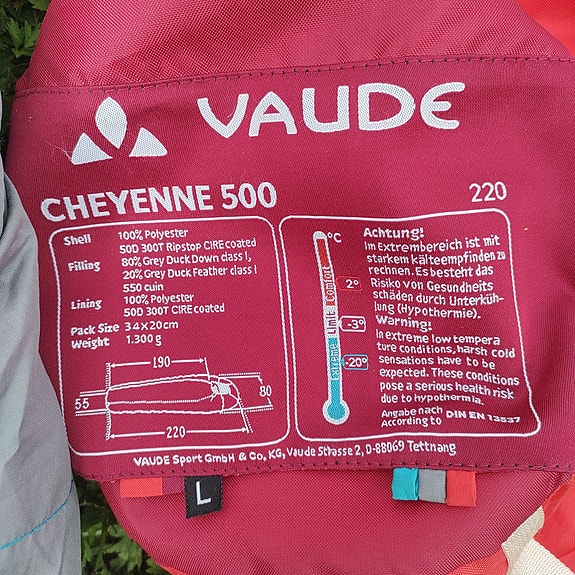 VAUDE
CHEYENNE 500
220
Shell 100% Polyester
50D 300T Ripstop CIRE coated
Filling 80% Grey Duck Down class I,
20% Grey Duck Feather class I
550 cuin
Lining 100% Polyester
50D 300T CIRE coated
Pack Size 34 x 20cm
Weight 1.300 g
190
55
80
220
°C
Comfort
2°
Limit
-3°
Extreme
-20°
Achtung!
Im Extrembereich ist mit
starkem kälteempfinden zu
rechnen. Es besteht das
Risiko von Gesundheits
schäden durch Unterküh-
lung (Hypothermie).
Warning!
In extreme low tempera
ture conditions, harsh cold
sensations have to be
expected. These conditions
pose a serious health risk
due to hypothermia.
Angabe nach
According to DIN EN 13537
VAUDE Sport GmbH & Co, KG, Vaude Strasse 2, D-88069 Tettnang
L